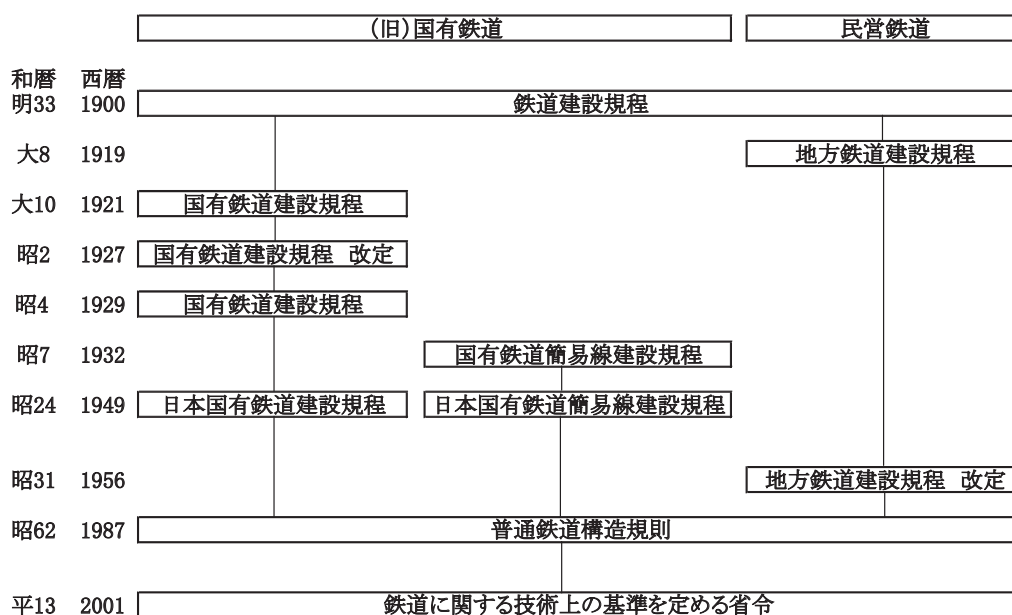 (旧)国有鉄道 民営鉄道
和暦 西暦
明33 1900 鉄道建設規程
大8 1919 地方鉄道建設規程
大10 1921 国有鉄道建設規程
昭2 1927 国有鉄道建設規程 改定
昭4 1929 国有鉄道建設規程
昭7 1932 国有鉄道簡易線建設規程
昭24 1949 日本国有鉄道建設規程 日本国有鉄道簡易線建設規程
昭31 1956 地方鉄道建設規程 改定
昭62 1987 普通鉄道構造規則
平13 2001 鉄道に関する技術上の基準を定める省令